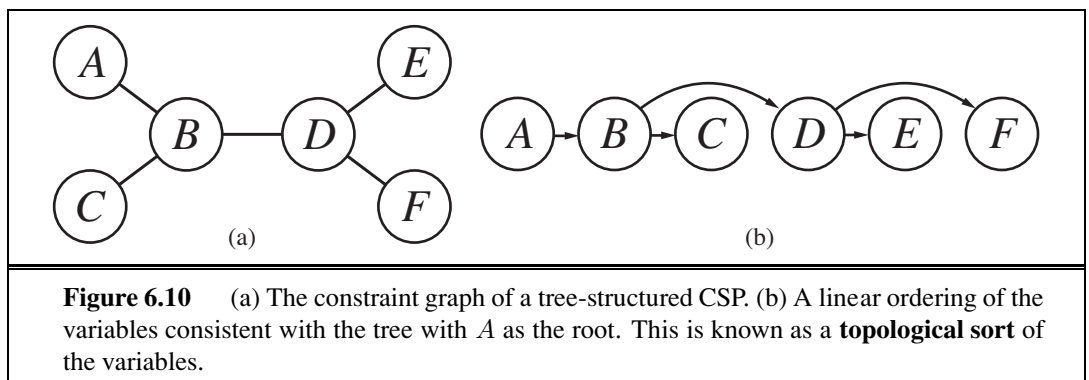 A
E
B
D
A
B
C
D
E
F
C
F
(a)
(b)
Figure 6.10 (a) The constraint graph of a tree-structured CSP. (b) A linear ordering of the
variables consistent with the tree with A as the root. This is known as a topological sort of
the variables.